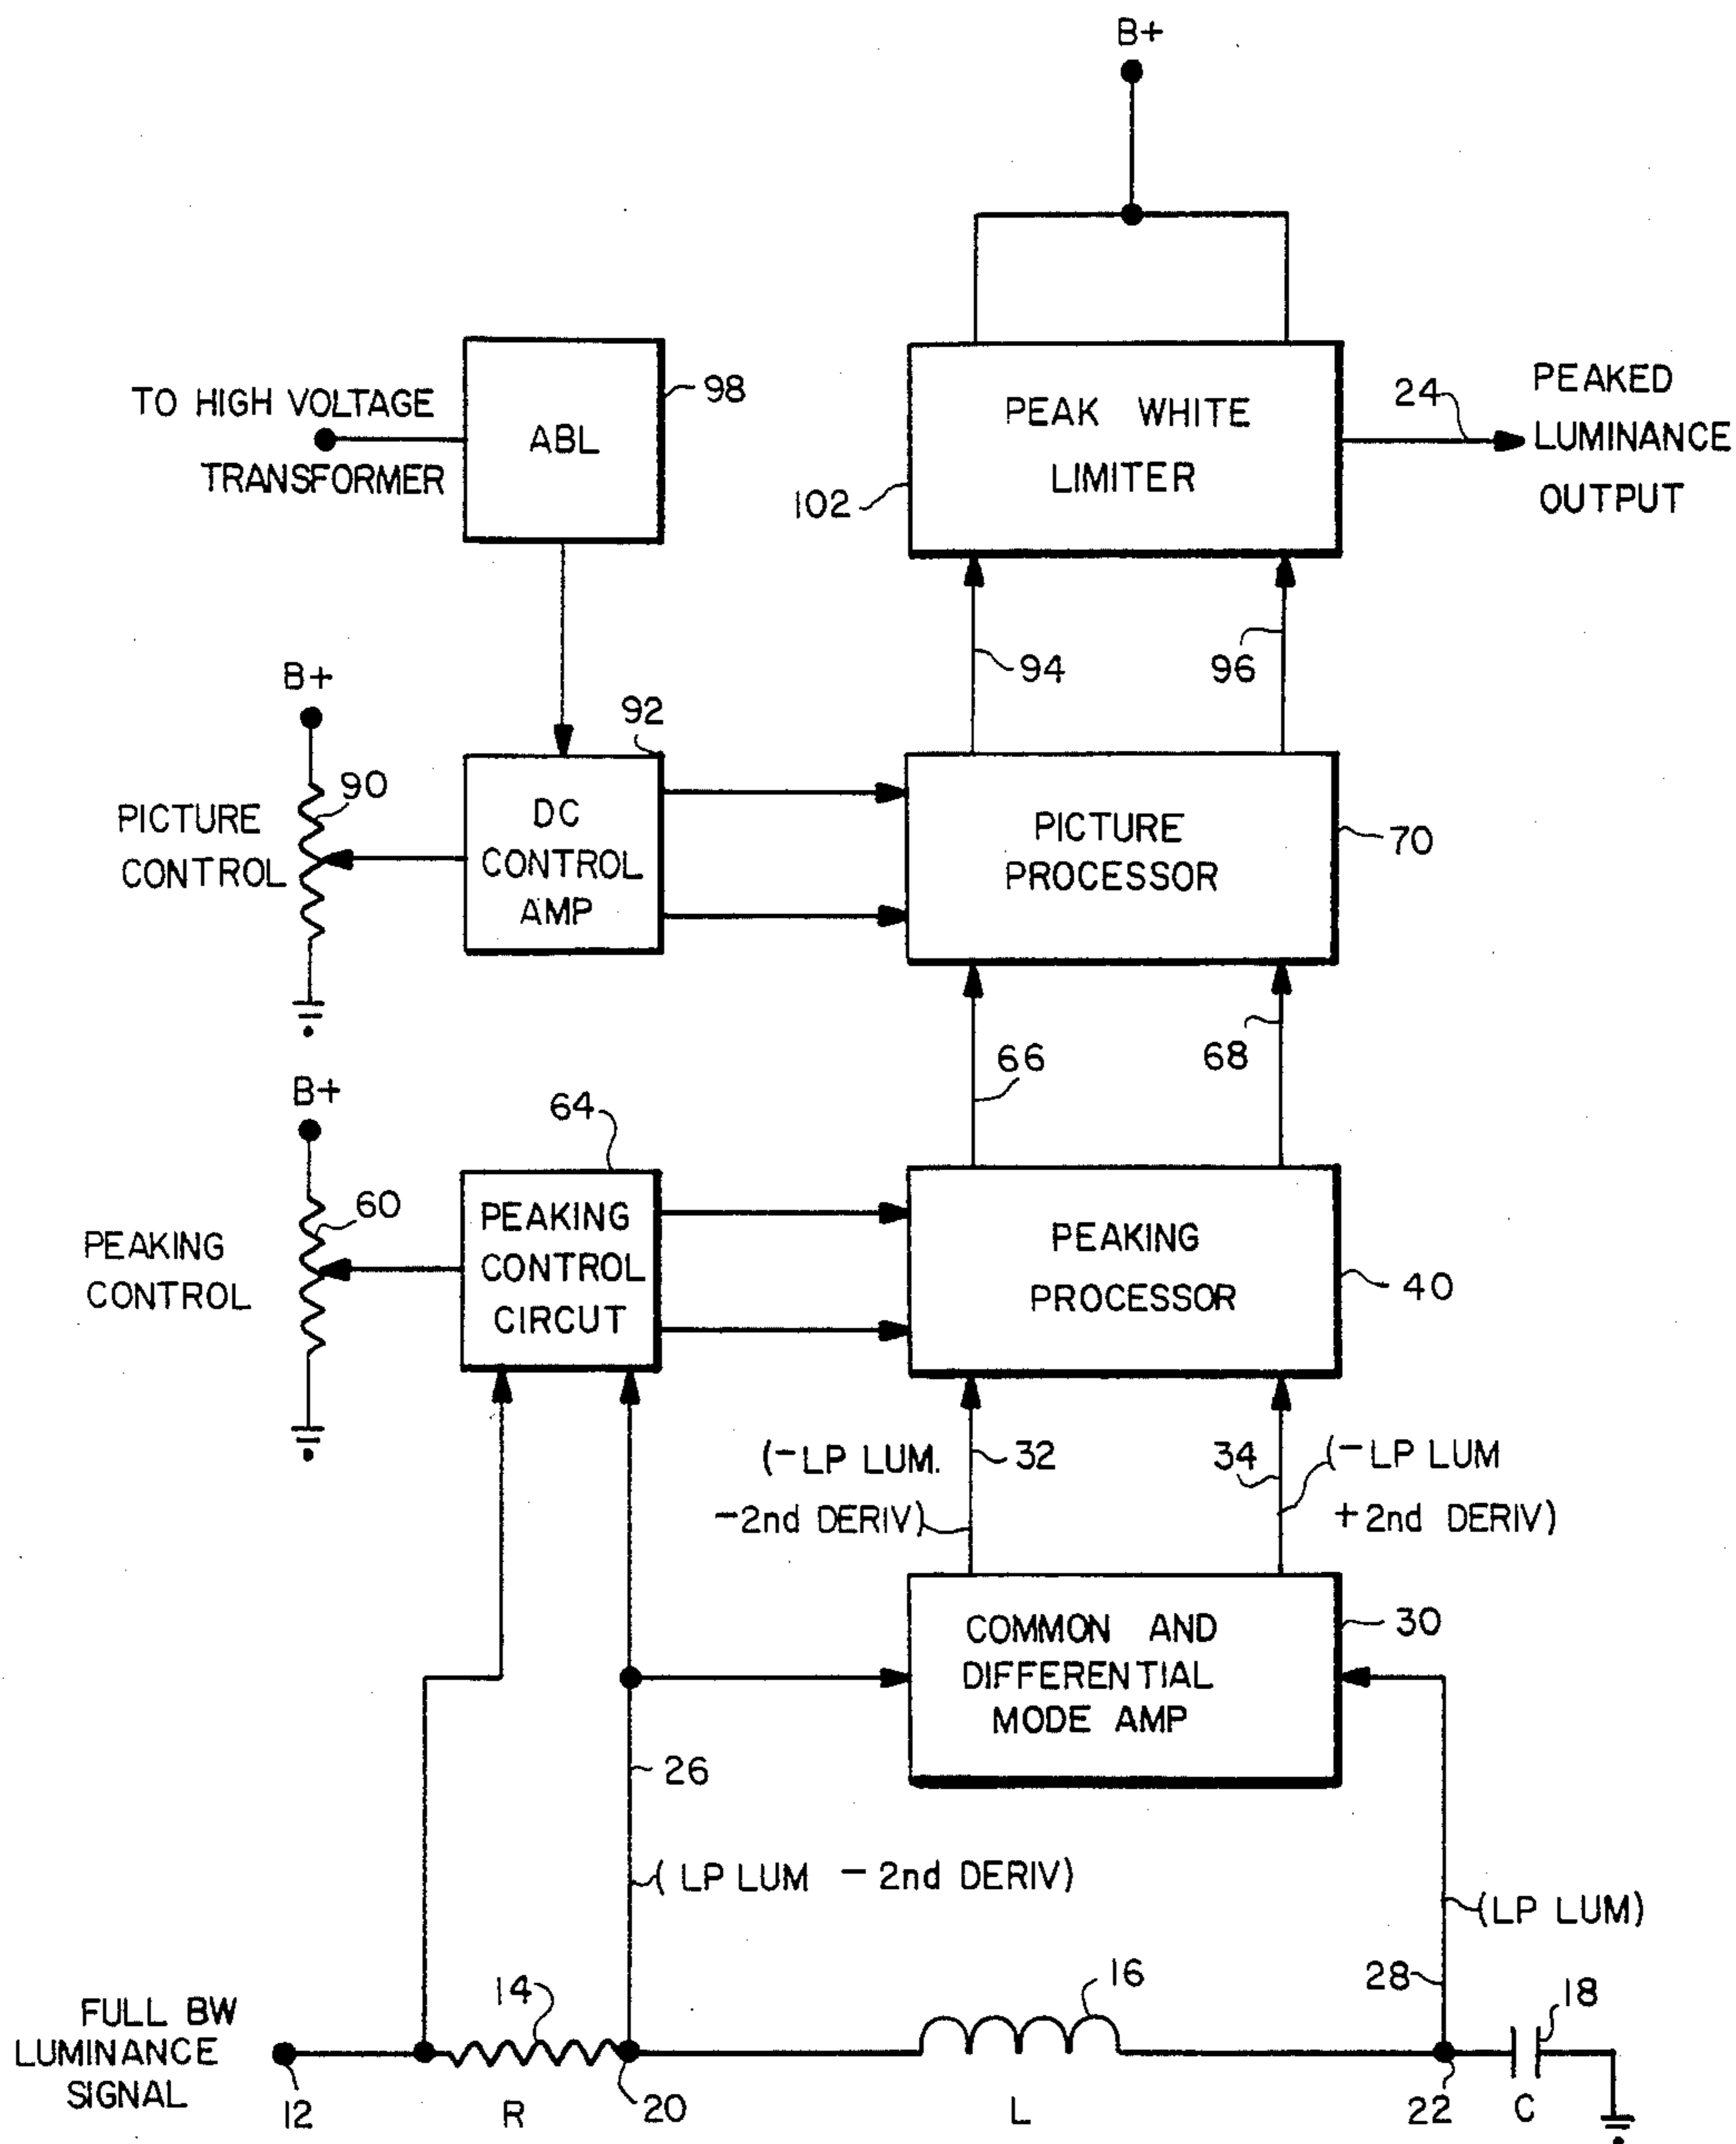 B+
TO HIGH VOLTAGE
TRANSFORMER
ABL
98
PEAK WHITE
LIMITER
102
24
PEAKED
LUMINANCE
OUTPUT
94
96
B+
90
PICTURE
CONTROL
92
DC
CONTROL
AMP
PICTURE
PROCESSOR
70
66
68
B+
60
PEAKING
CONTROL
64
PEAKING
CONTROL
CIRCUT
PEAKING
PROCESSOR
40
(-LP LUM.
-2nd DERIV)
32
34
(-LP LUM
+2nd DERIV)
COMMON AND
DIFFERENTIAL
MODE AMP
30
26
(LP LUM -2nd DERIV)
(LP LUM)
28
FULL BW
LUMINANCE
SIGNAL
12
14
R
20
16
L
22
18
C